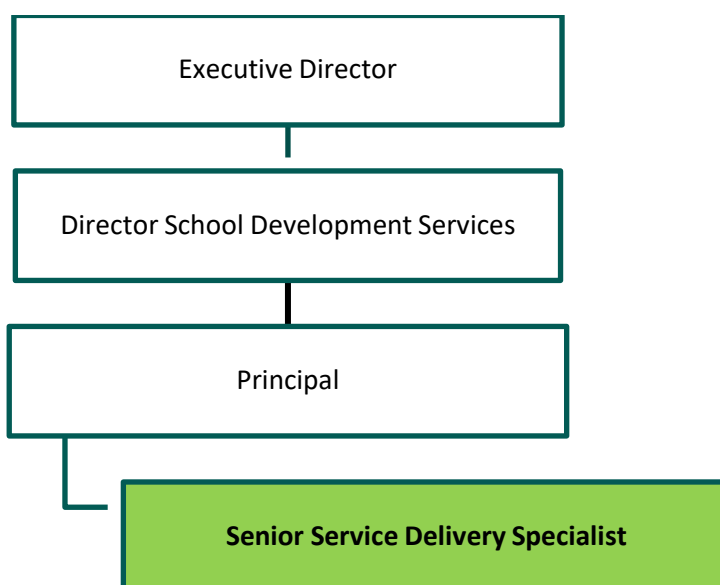 Executive Director
Director School Development Services
Principal
Senior Service Delivery Specialist